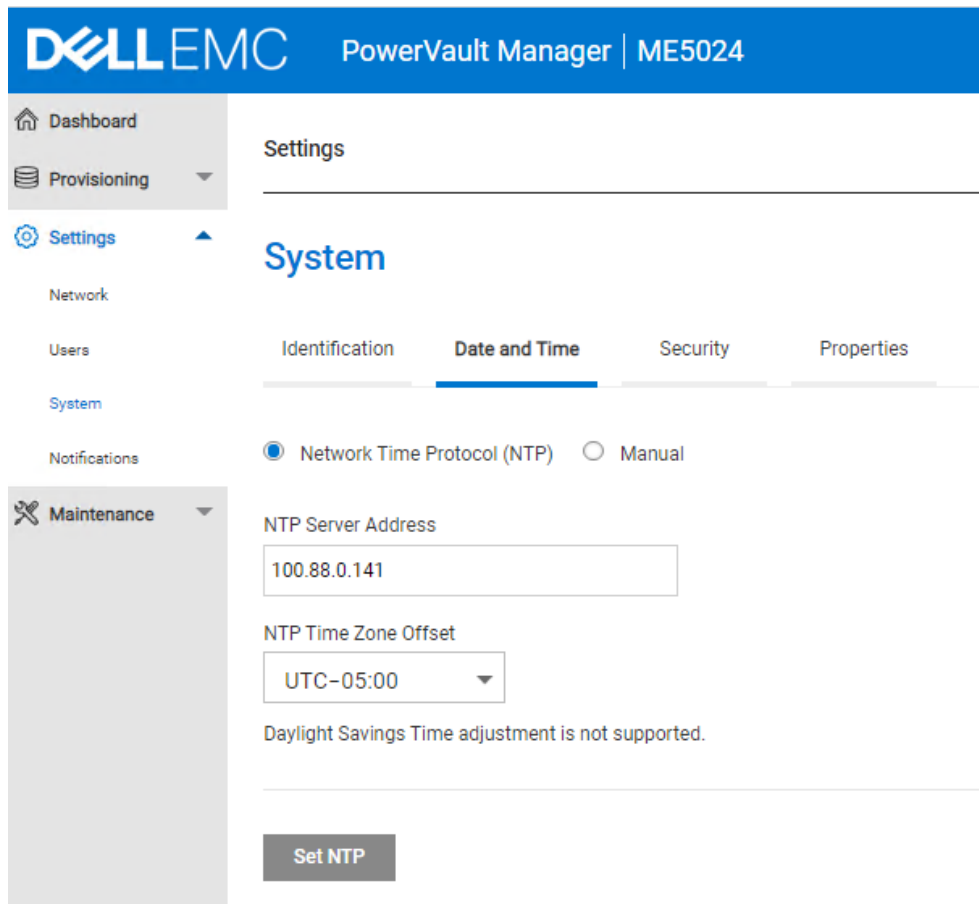 DELL EMC PowerVault Manager | ME5024
Dashboard
Provisioning
Settings
Network
Users
System
Notifications
Maintenance
Settings
System
Identification Date and Time Security Properties
Network Time Protocol (NTP) Manual
NTP Server Address
100.88.0.141
NTP Time Zone Offset
UTC-05:00
Daylight Savings Time adjustment is not supported.
Set NTP